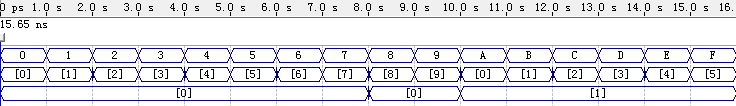 0 ps 1.0 s 2.0 s 3.0 s 4.0 s 5.0 s 6.0 s 7.0 s 8.0 s 9.0 s 10.0 s 11.0 s 12.0 s 13.0 s 14.0 s 15.0 s 16.
15.65 ns
0 1 2 3 4 5 6 7 8 9 A B C D E F
[0] [1] [2] [3] [4] [5] [6] [7] [8] [9] [0] [1] [2] [3] [4] [5]
[0] [0] [1]